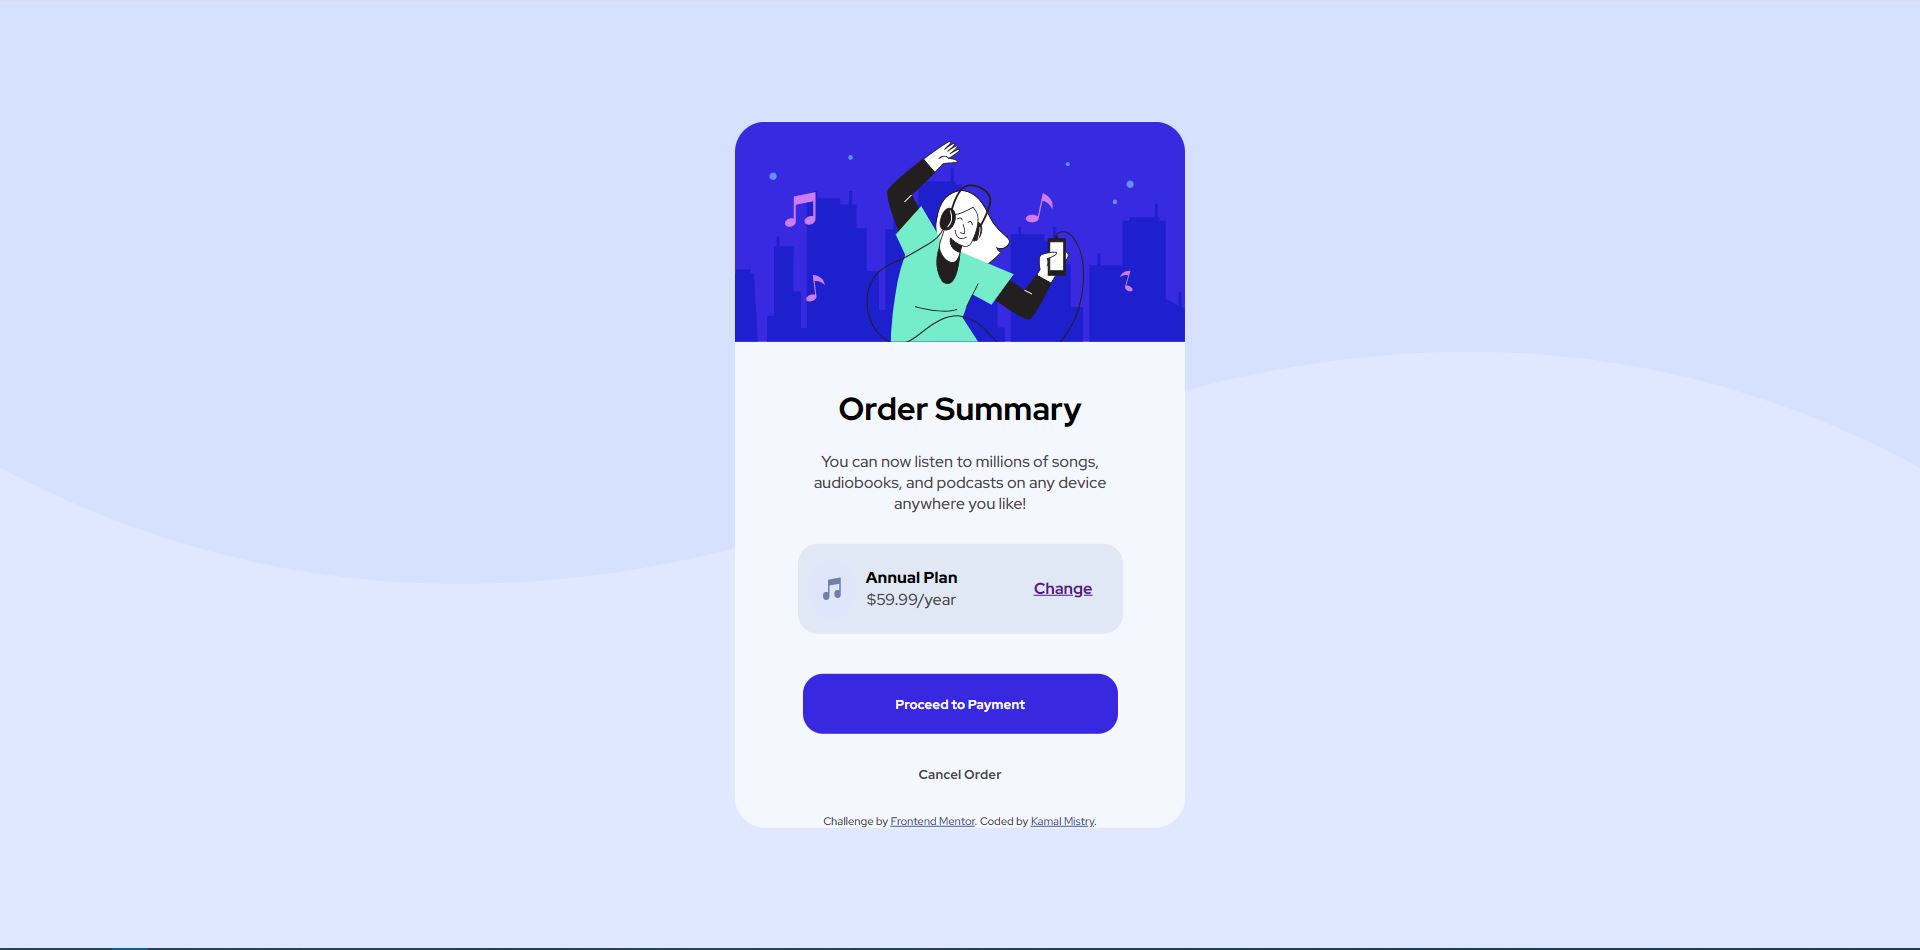 Order Summary
You can now listen to millions of songs,
audiobooks, and podcasts on any device
anywhere you like!
Annual Plan
$59.99/year
Change
Proceed to Payment
Cancel Order
Challenge by Frontend Mentor. Coded by Kamal Mistry.